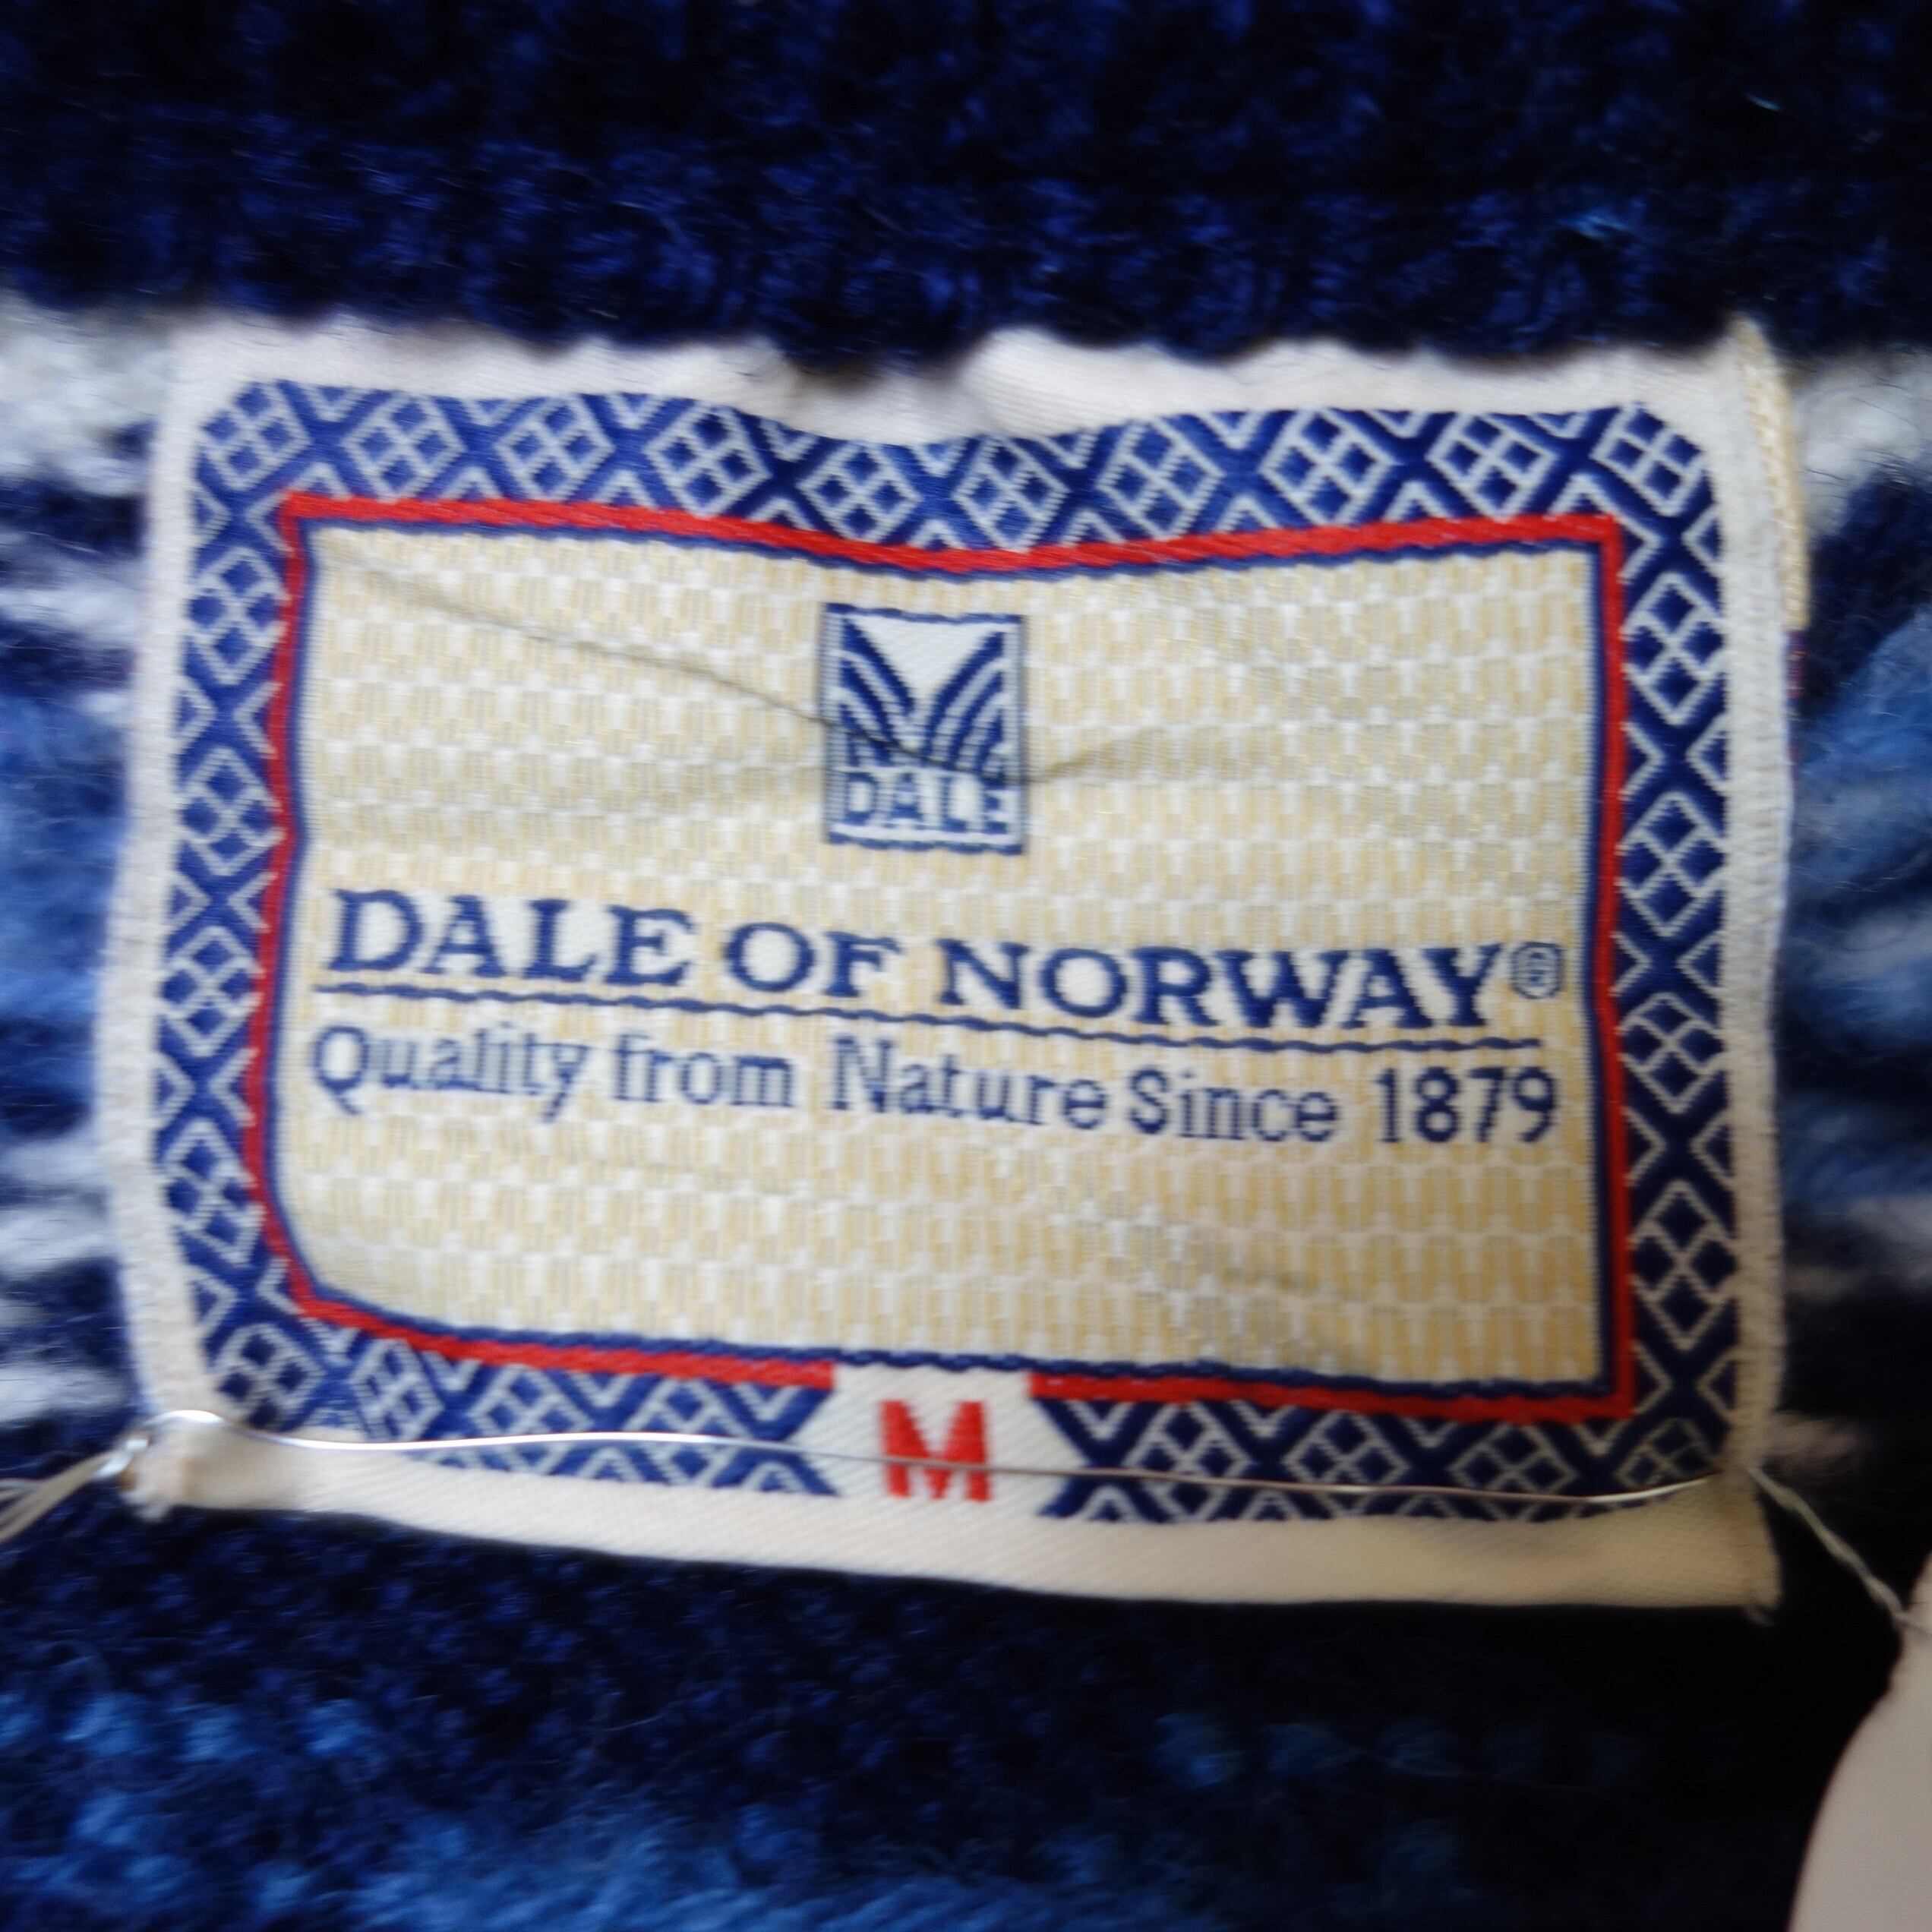 DALE
DALE OF NORWAY®
Quality from Nature Since 1879
M